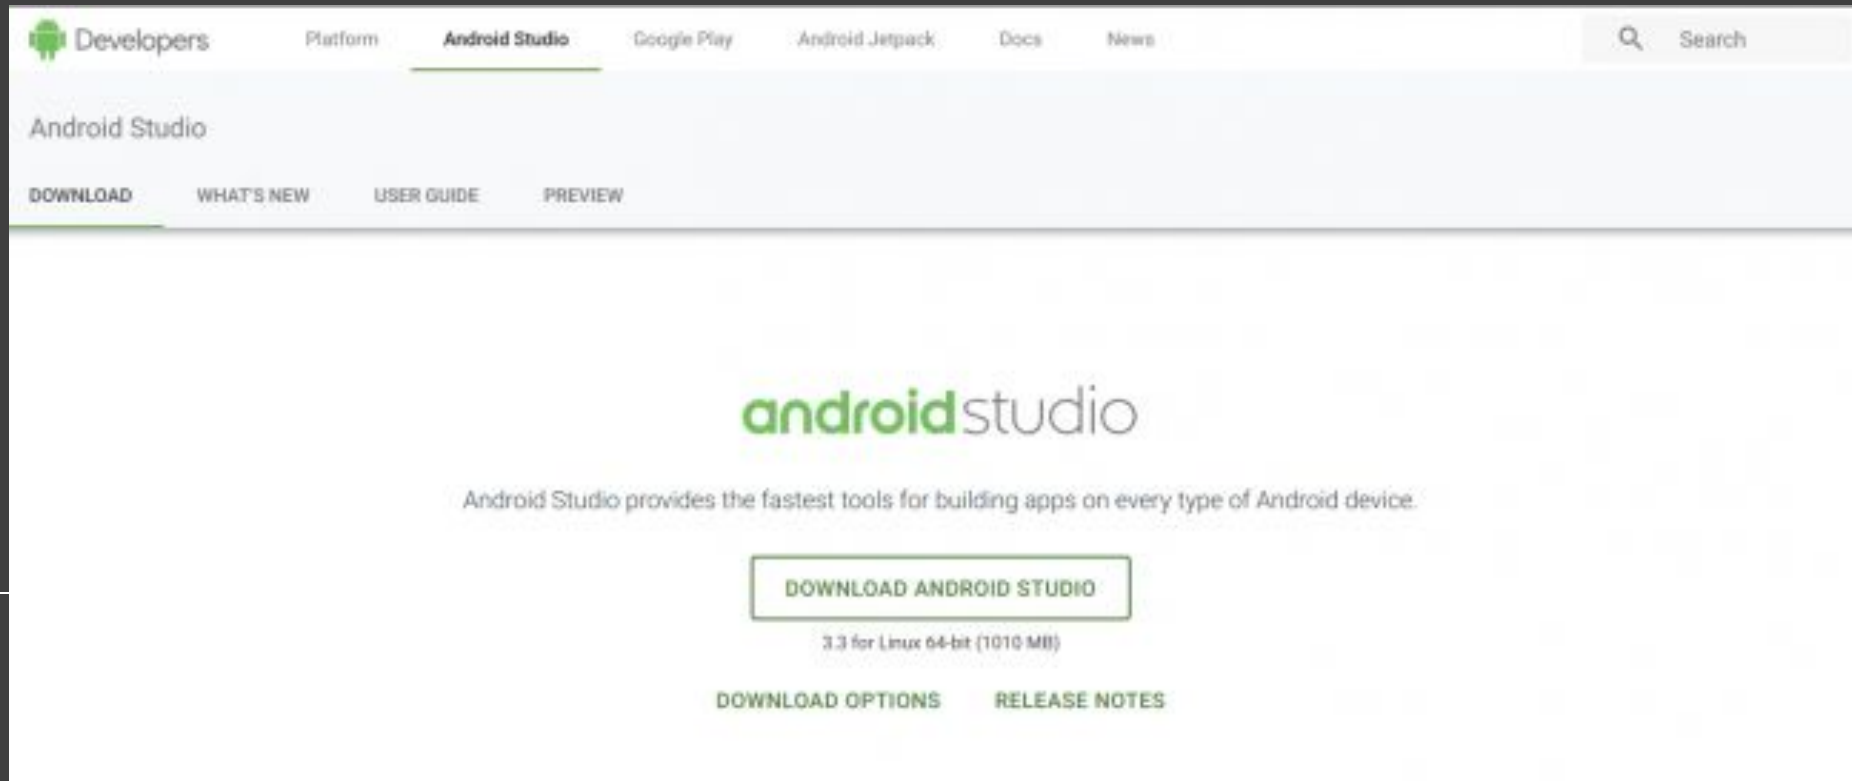 Developers Platform Android Studio Google Play Android Jetpack Docs News Search
Android Studio
DOWNLOAD WHAT'S NEW USER GUIDE PREVIEW
androidstudio
Android Studio provides the fastest tools for building apps on every type of Android device.
DOWNLOAD ANDROID STUDIO
3.3 for Linux 64-bit (1010 MB)
DOWNLOAD OPTIONS RELEASE NOTES